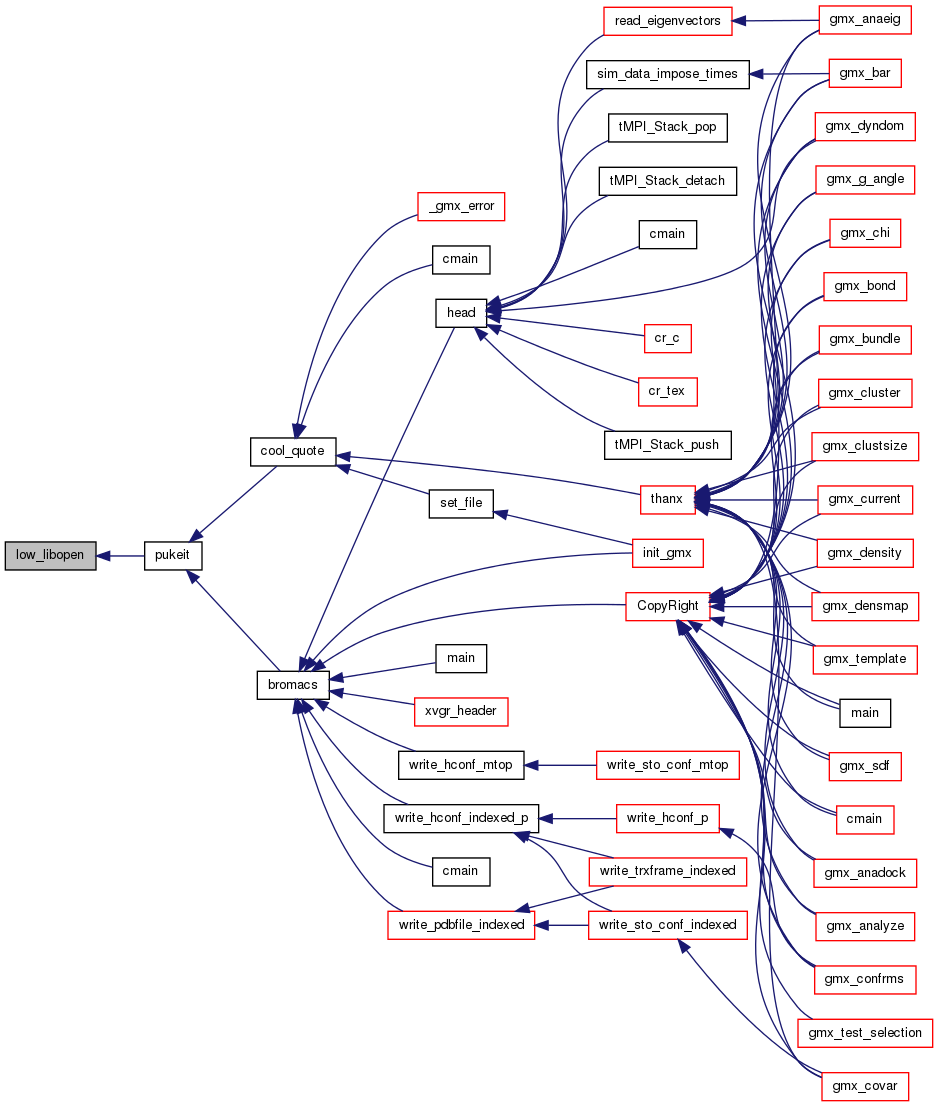 low_libopen
pukeit
cool_quote
bromacs
_gmx_error
cmain
head
set_file
main
xvgr_header
write_hconf_mtop
write_hconf_indexed_p
cmain
write_pdbfile_indexed
read_eigenvectors
sim_data_impose_times
tMPI_Stack_pop
tMPI_Stack_detach
cmain
cr_c
cr_tex
tMPI_Stack_push
thanx
init_gmx
CopyRight
write_sto_conf_mtop
write_hconf_p
write_trxframe_indexed
write_sto_conf_indexed
gmx_anaeig
gmx_bar
gmx_dyndom
gmx_g_angle
gmx_chi
gmx_bond
gmx_bundle
gmx_cluster
gmx_clustsize
gmx_current
gmx_density
gmx_densmap
gmx_template
main
gmx_sdf
cmain
gmx_anadock
gmx_analyze
gmx_confrms
gmx_test_selection
gmx_covar